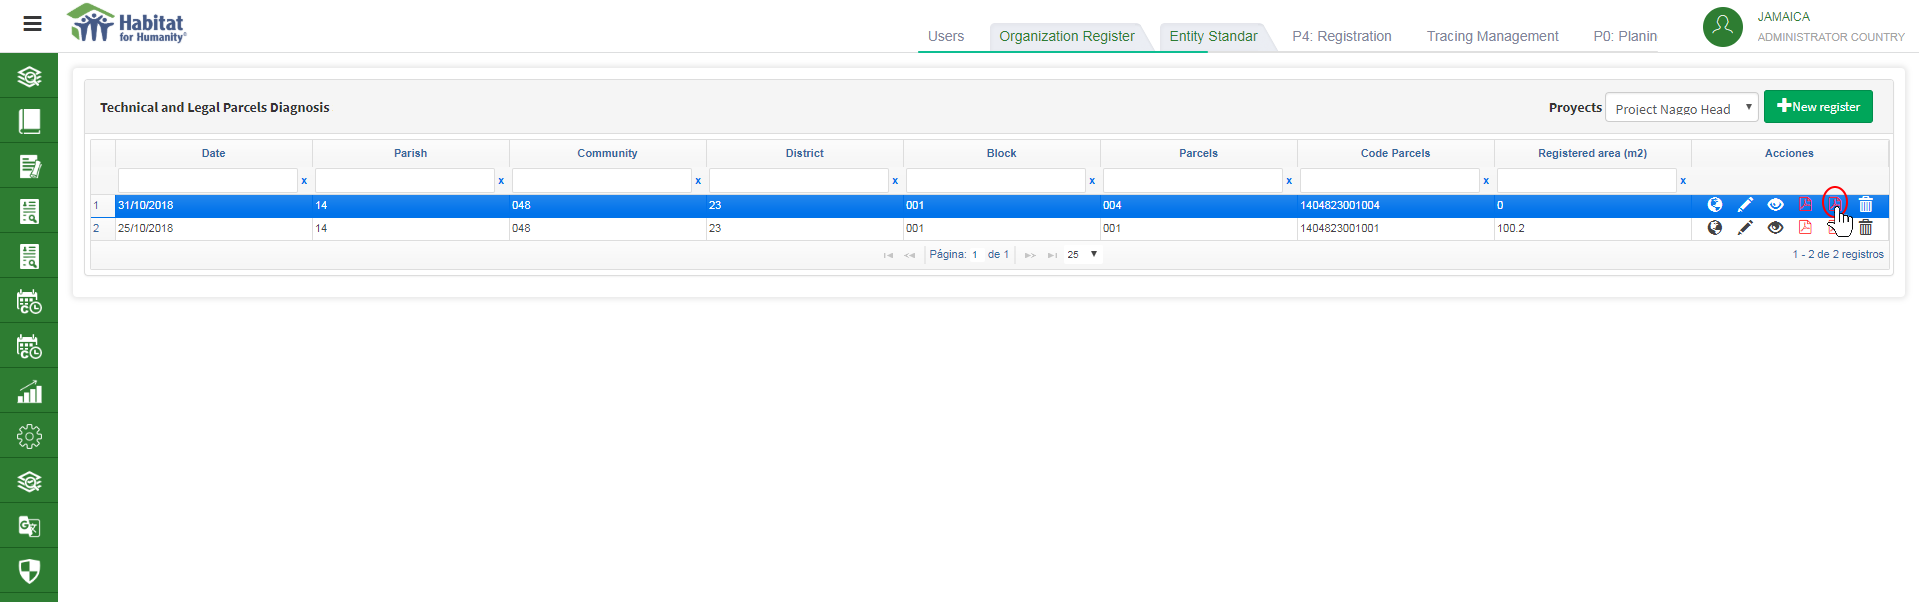 Habitat
for Humanity®
Users
Organization Register
Entity Standar
P4: Registration
Tracing Management
P0: Planin
JAMAICA
ADMINISTRATOR COUNTRY
Technical and Legal Parcels Diagnosis
Proyects
Project Naggo Head
New register
Date Parish Community District Block Parcels Code Parcels Registered area (m2) Acciones
x x x x x x x x
1 31/10/2018 14 048 23 001 004 1404823001004 0
2 25/10/2018 14 048 23 001 001 1404823001001 100.2
Página: 1 de 1 25
1 - 2 de 2 registros